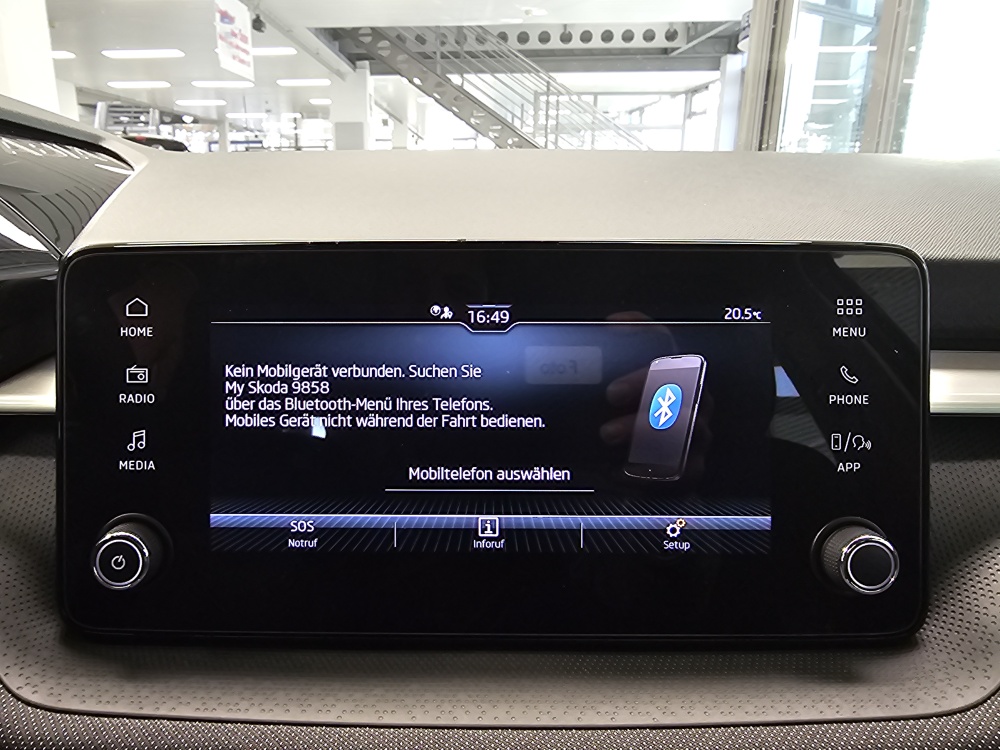 HOME
RADIO
MEDIA
16:49
20.5°C
Kein Mobilgerät verbunden. Suchen Sie
My Skoda 9858
über das Bluetooth-Menü Ihres Telefons.
Mobiles Gerät nicht während der Fahrt bedienen.
Mobiltelefon auswählen
SOS
Notruf
i
Inforuf
Setup
MENU
PHONE
APP
Foto